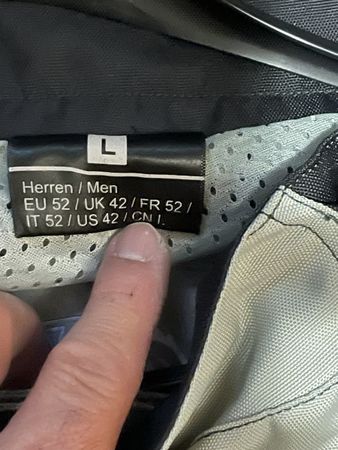 L
Herren / Men
EU 52 / UK 42 / FR 52 /
IT 52 / US 42 / CN L